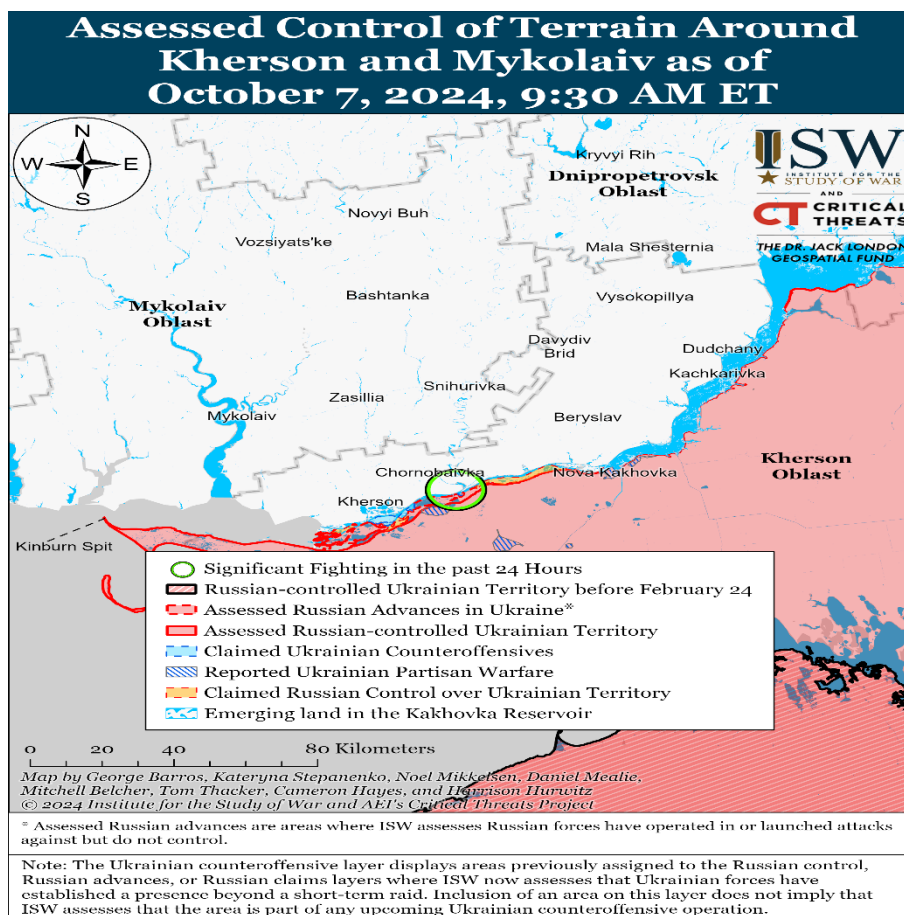 Assessed Control of Terrain Around
Kherson and Mykolaiv as of
October 7, 2024, 9:30 AM ET
N
W E
S
Kryvyi Rih
Dnipropetrovsk
Oblast
ISW
INSTITUTE FOR THE
STUDY OF WAR
AND
CT CRITICAL
THREATS
THE DR. JACK LONDON
GEOSPATIAL FUND
Novyi Buh
Vozsiyats'ke
Mala Shesternia
Bashtanka
Vysokopillya
Mykolaiv
Oblast
Davydiv
Brid
Dudchany
Kachkarivka
Snihurivka
Zasillia
Mykolaiv
Beryslav
Chornobaivka
Nova Kakhovka
Kherson
Oblast
Kherson
Kinburn Spit
Significant Fighting in the past 24 Hours
Russian-controlled Ukrainian Territory before February 24
Assessed Russian Advances in Ukraine*
Assessed Russian-controlled Ukrainian Territory
Claimed Ukrainian Counteroffensives
Reported Ukrainian Partisan Warfare
Claimed Russian Control over Ukrainian Territory
Emerging land in the Kakhovka Reservoir
0 20 40 80 Kilometers
Map by George Barros, Kateryna Stepanenko, Noel Mikkelsen, Daniel Mealie,
Mitchell Belcher, Tom Thacker, Cameron Hayes, and Harrison Hurwitz
© 2024 Institute for the Study of War and AEI's Critical Threats Project
* Assessed Russian advances are areas where ISW assesses Russian forces have operated in or launched attacks
against but do not control.
Note: The Ukrainian counteroffensive layer displays areas previously assigned to the Russian control,
Russian advances, or Russian claims layers where ISW now assesses that Ukrainian forces have
established a presence beyond a short-term raid. Inclusion of an area on this layer does not imply that
ISW assesses that the area is part of any upcoming Ukrainian counteroffensive operation.